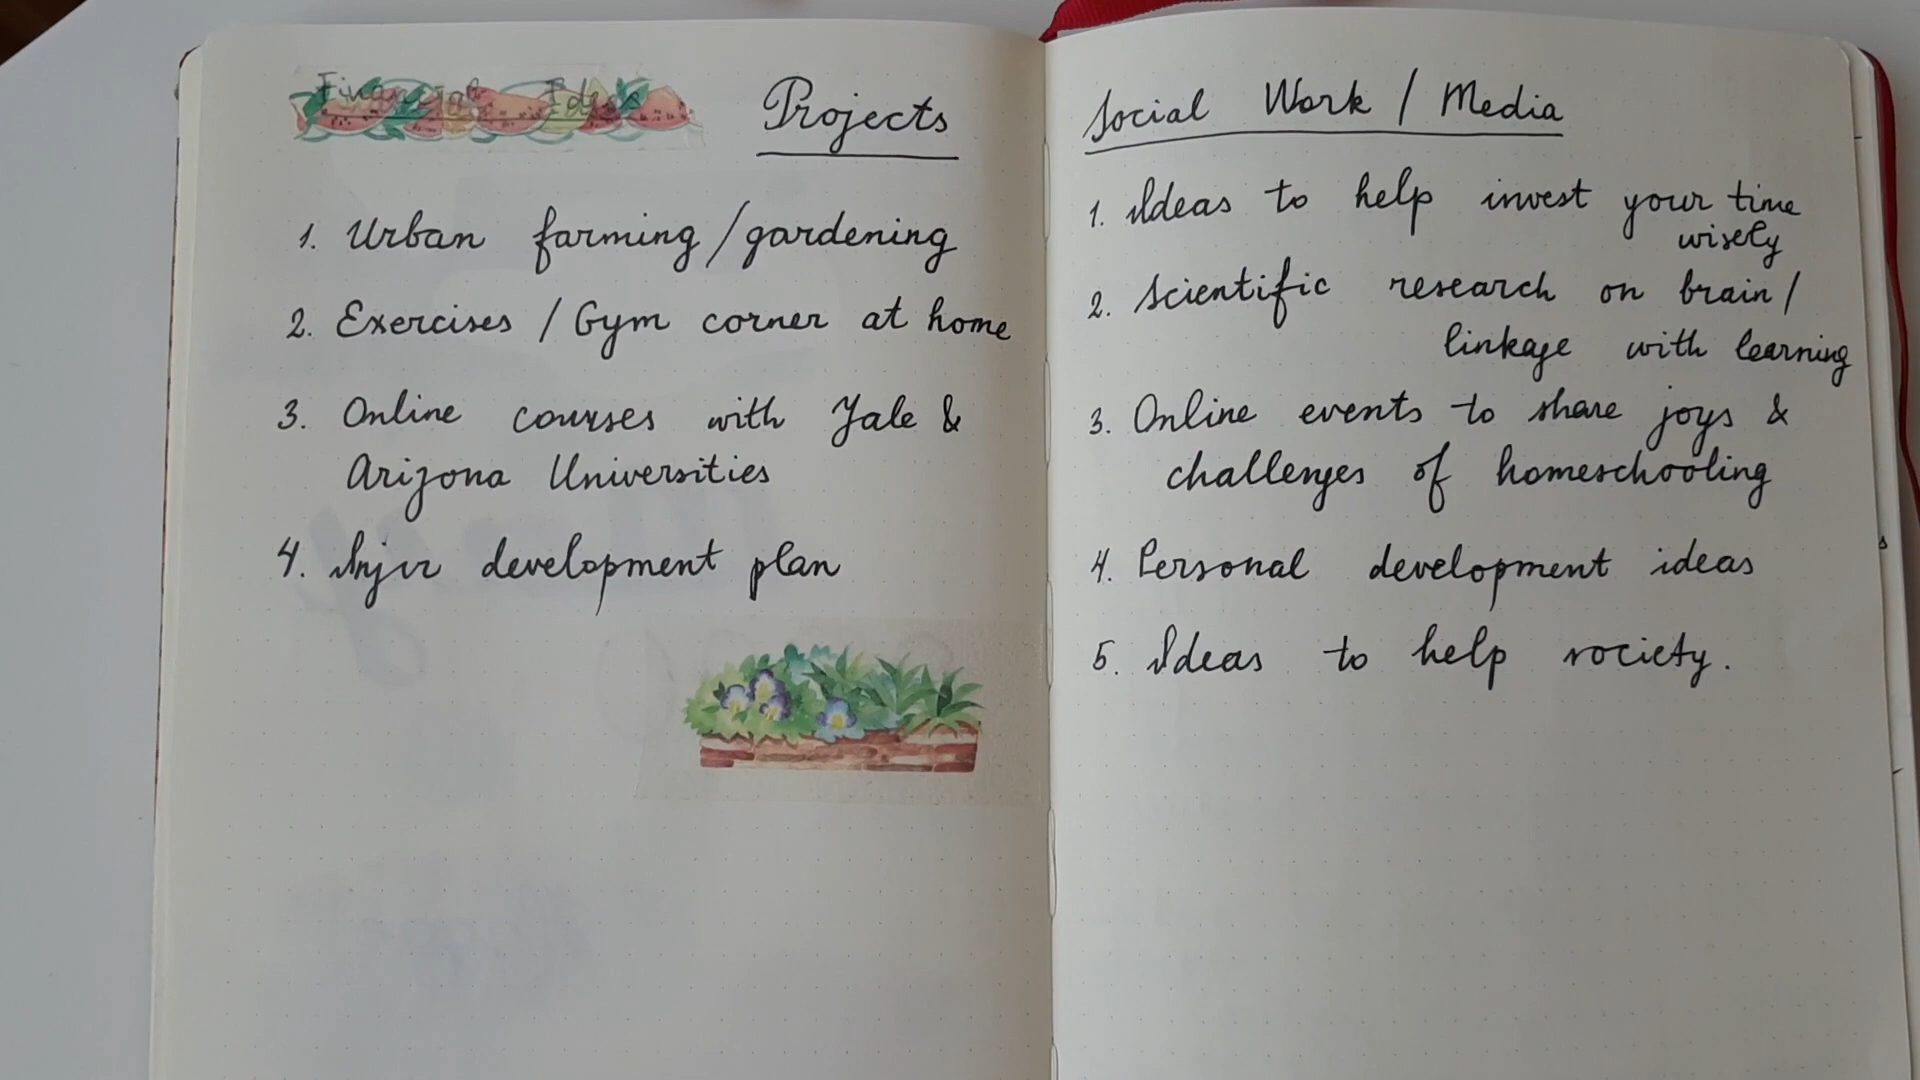 Financial Ideas
Projects
1. Urban farming / gardening
2. Exercises / Gym corner at home
3. Online courses with Yale &
Arizona Universities
4. development plan
Social Work / Media
1. Ideas to help invest your time
wisely
2. Scientific research on brain /
linkage with learning
3. Online events to share joys &
challenges of homeschooling
4. Personal development ideas
5. Ideas to help society.